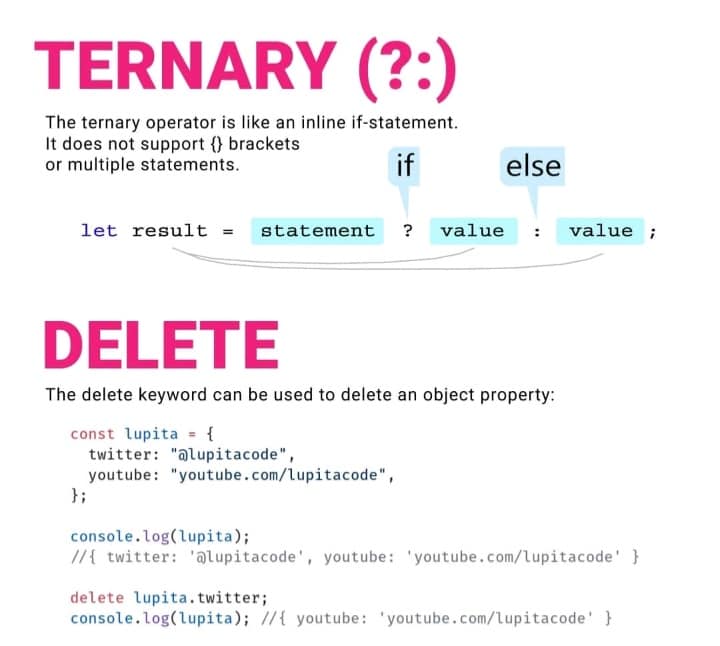 TERNARY (?:)
The ternary operator is like an inline if-statement.
It does not support {} brackets
or multiple statements.
if else
let result = statement ? value : value ;
DELETE
The delete keyword can be used to delete an object property:
const lupita = {
twitter: "@lupitacode",
youtube: "youtube.com/lupitacode",
};
console.log(lupita);
//{ twitter: '@lupitacode', youtube: 'youtube.com/lupitacode' }
delete lupita.twitter;
console.log(lupita); //{ youtube: 'youtube.com/lupitacode' }